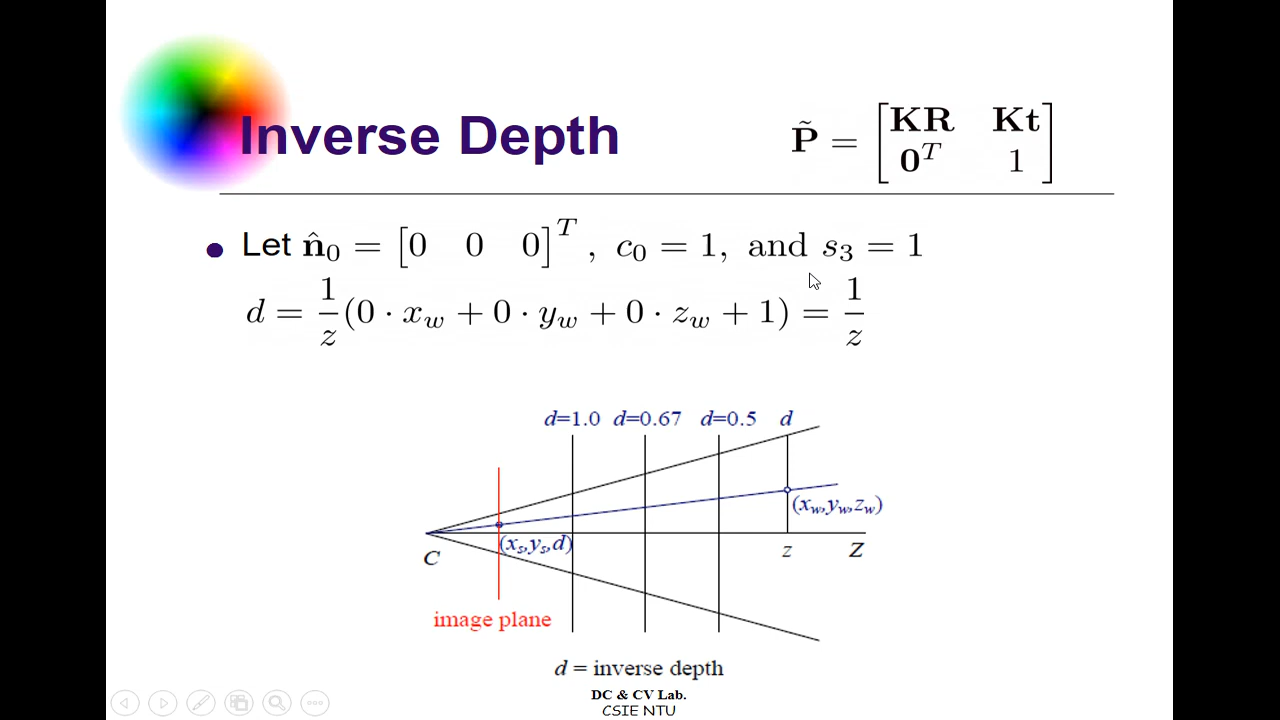 Inverse Depth
P̃ = [KR Kt
0ᵀ 1]
Let n̂₀ = [0 0 0]ᵀ, c₀ = 1, and s₃ = 1
d = 1/z (0 · x_w + 0 · y_w + 0 · z_w + 1) = 1/z
d=1.0 d=0.67 d=0.5 d
(x_w,y_w,z_w)
(x_s,y_s,d)
C z Z
image plane
d = inverse depth
DC & CV Lab.
CSIE NTU